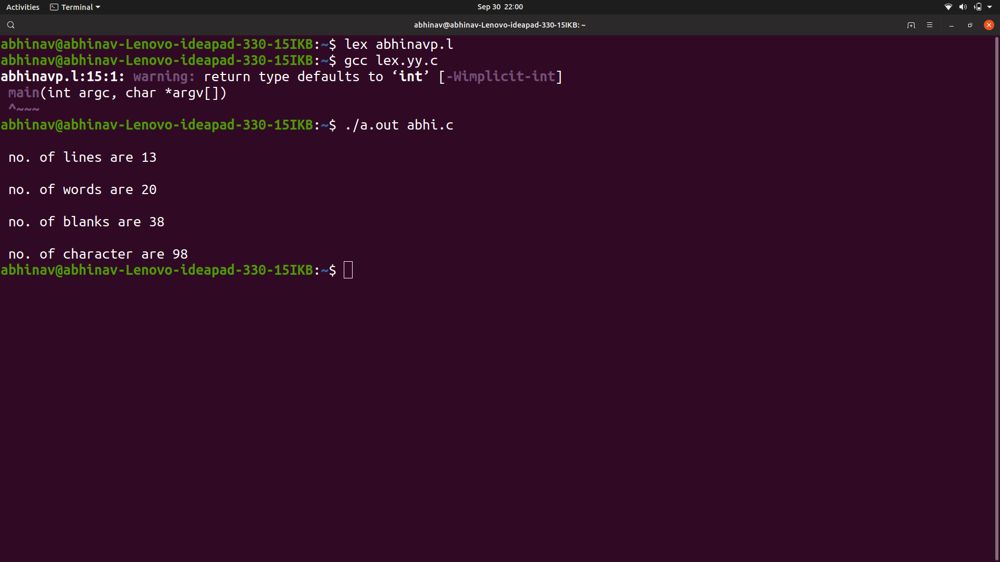 Activities Terminal Sep 30 22:00
abhinav@abhinav-Lenovo-ideapad-330-15IKB: ~
abhinav@abhinav-Lenovo-ideapad-330-15IKB:~$ lex abhinavp.l
abhinav@abhinav-Lenovo-ideapad-330-15IKB:~$ gcc lex.yy.c
abhinavp.l:15:1: warning: return type defaults to ‘int’ [-Wimplicit-int]
 main(int argc, char *argv[])
 ^~~~
abhinav@abhinav-Lenovo-ideapad-330-15IKB:~$ ./a.out abhi.c
 no. of lines are 13
 no. of words are 20
 no. of blanks are 38
 no. of character are 98
abhinav@abhinav-Lenovo-ideapad-330-15IKB:~$